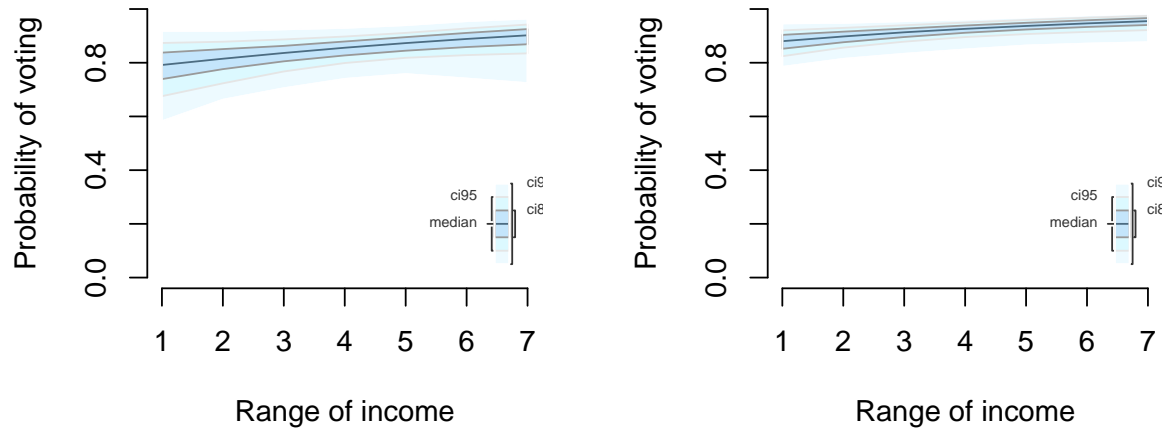 Probability of voting
0.0
0.4
0.8
ci95
median
ci9
ci8
1 2 3 4 5 6 7
Range of income
Probability of voting
0.0
0.4
0.8
ci95
median
ci9
ci8
1 2 3 4 5 6 7
Range of income